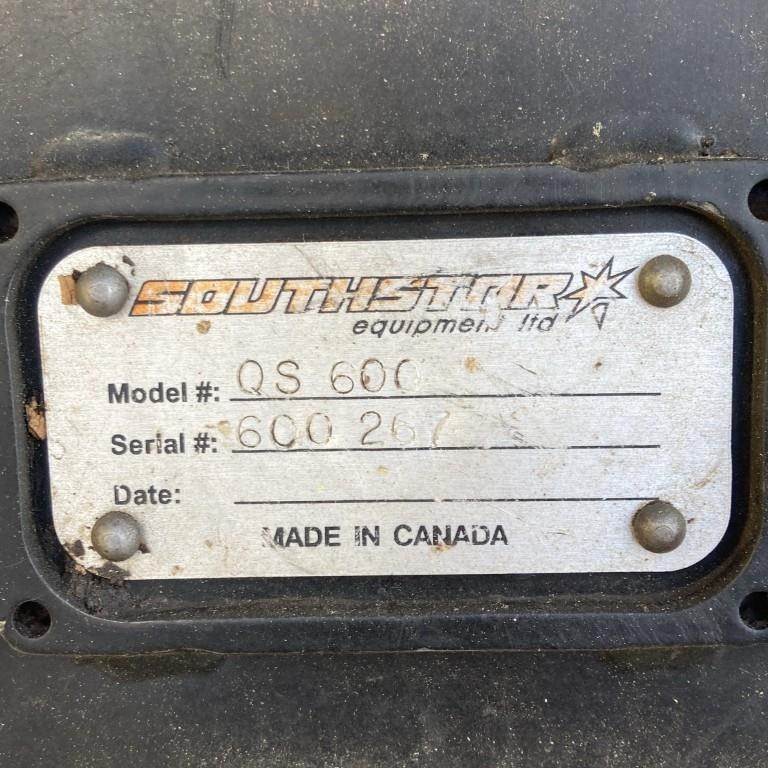 SOUTHSTAR
equipment ltd
Model #: QS 600
Serial #: 600 267
Date:
MADE IN CANADA